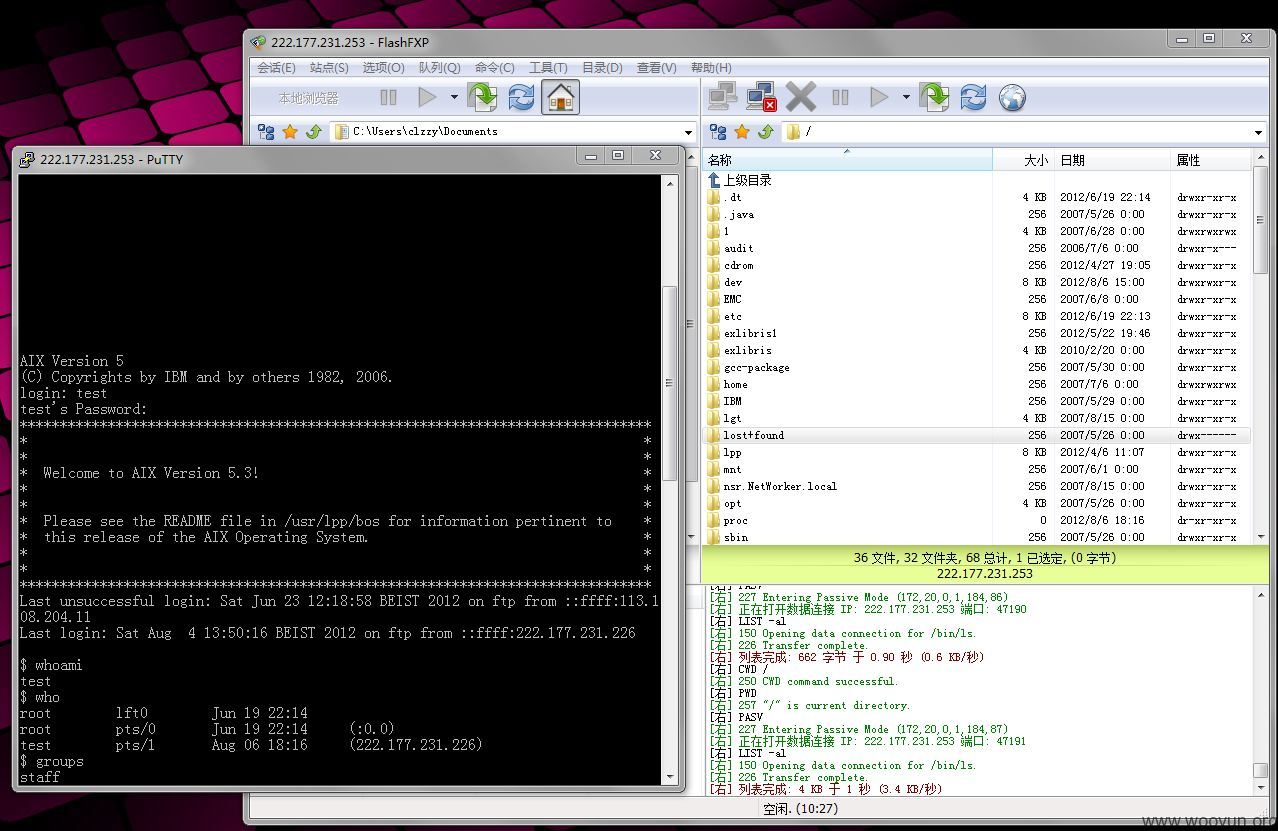 222.177.231.253 - FlashFXP
会话(E) 站点(S) 选项(O) 队列(Q) 命令(C) 工具(T) 目录(D) 查看(V) 帮助(H)
本地浏览器
C:\Users\clzzy\Documents
/
222.177.231.253 - PuTTY
AIX Version 5
(C) Copyrights by IBM and by others 1982, 2006.
login: test
test's Password:
*******************************************************************************
* *
* *
* Welcome to AIX Version 5.3! *
* *
* *
* Please see the README file in /usr/lpp/bos for information pertinent to *
* this release of the AIX Operating System. *
* *
* *
*******************************************************************************
Last unsuccessful login: Sat Jun 23 12:18:58 BEIST 2012 on ftp from ::ffff:113.1
08.204.11
Last login: Sat Aug 4 13:50:16 BEIST 2012 on ftp from ::ffff:222.177.231.226
$ whoami
test
$ who
root lft0 Jun 19 22:14
root pts/0 Jun 19 22:14 (:0.0)
test pts/1 Aug 06 18:16 (222.177.231.226)
$ groups
staff
名称 大小 日期 属性
上级目录
.dt 4 KB 2012/6/19 22:14 drwxr-xr-x
.java 256 2007/5/26 0:00 drwxr-xr-x
1 4 KB 2007/6/28 0:00 drwxrwxrwx
audit 256 2006/7/6 0:00 drwxr-x---
cdrom 256 2012/4/27 19:05 drwxr-xr-x
dev 8 KB 2012/8/6 15:00 drwxrwxr-x
EMC 256 2007/6/8 0:00 drwxr-xr-x
etc 8 KB 2012/6/19 22:13 drwxr-xr-x
exlibris1 256 2012/5/22 19:46 drwxr-xr-x
exlibris 256 2010/2/20 0:00 drwxr-xr-x
gcc-package 256 2007/5/30 0:00 drwxr-xr-x
home 256 2007/7/6 0:00 drwxrwxrwx
IBM 256 2007/5/29 0:00 drwxr-xr-x
lgt 4 KB 2007/8/15 0:00 drwxr-xr-x
lost+found 256 2007/5/26 0:00 drwx------
lpp 8 KB 2012/4/6 11:07 drwxr-xr-x
mnt 256 2007/6/1 0:00 drwxr-xr-x
nsr.NetWorker.local 256 2007/8/15 0:00 drwxr-xr-x
opt 4 KB 2007/5/26 0:00 drwxr-xr-x
proc 0 2012/8/6 18:16 dr-xr-xr-x
sbin 256 2007/5/26 0:00 drwxr-xr-x
36 文件, 32 文件夹, 68 总计, 1 已选定, (0 字节)
222.177.231.253
[右] PASV
[右] 227 Entering Passive Mode (172,20,0,1,184,86)
[右] 正在打开数据连接 IP: 222.177.231.253 端口: 47190
[右] LIST -al
[右] 150 Opening data connection for /bin/ls.
[右] 226 Transfer complete.
[右] 列表完成: 662 字节 于 0.90 秒 (0.6 KB/秒)
[右] CWD /
[右] 250 CWD command successful.
[右] PWD
[右] 257 "/" is current directory.
[右] PASV
[右] 227 Entering Passive Mode (172,20,0,1,184,87)
[右] 正在打开数据连接 IP: 222.177.231.253 端口: 47191
[右] LIST -al
[右] 150 Opening data connection for /bin/ls.
[右] 226 Transfer complete.
[右] 列表完成: 4 KB 于 1 秒 (3.4 KB/秒)
空闲. (10:27)
www.wooyun.org